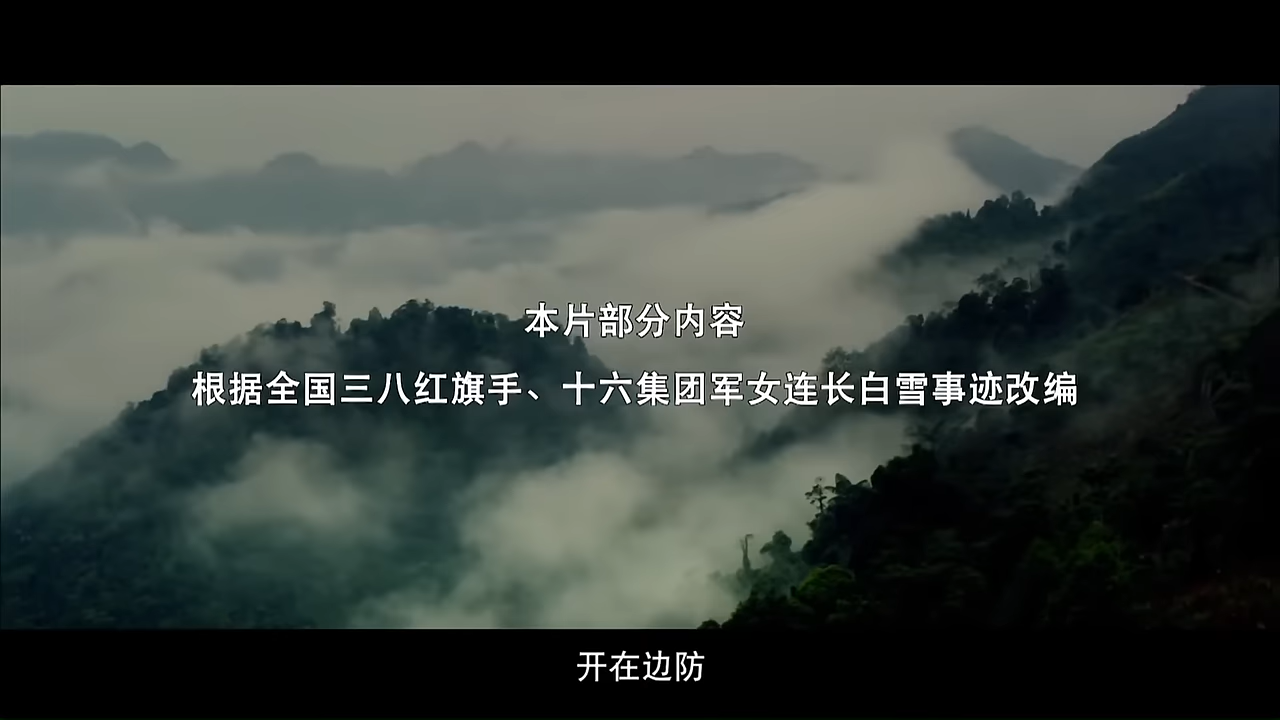 本片部分内容
根据全国三八红旗手、十六集团军女连长白雪事迹改编
开在边防